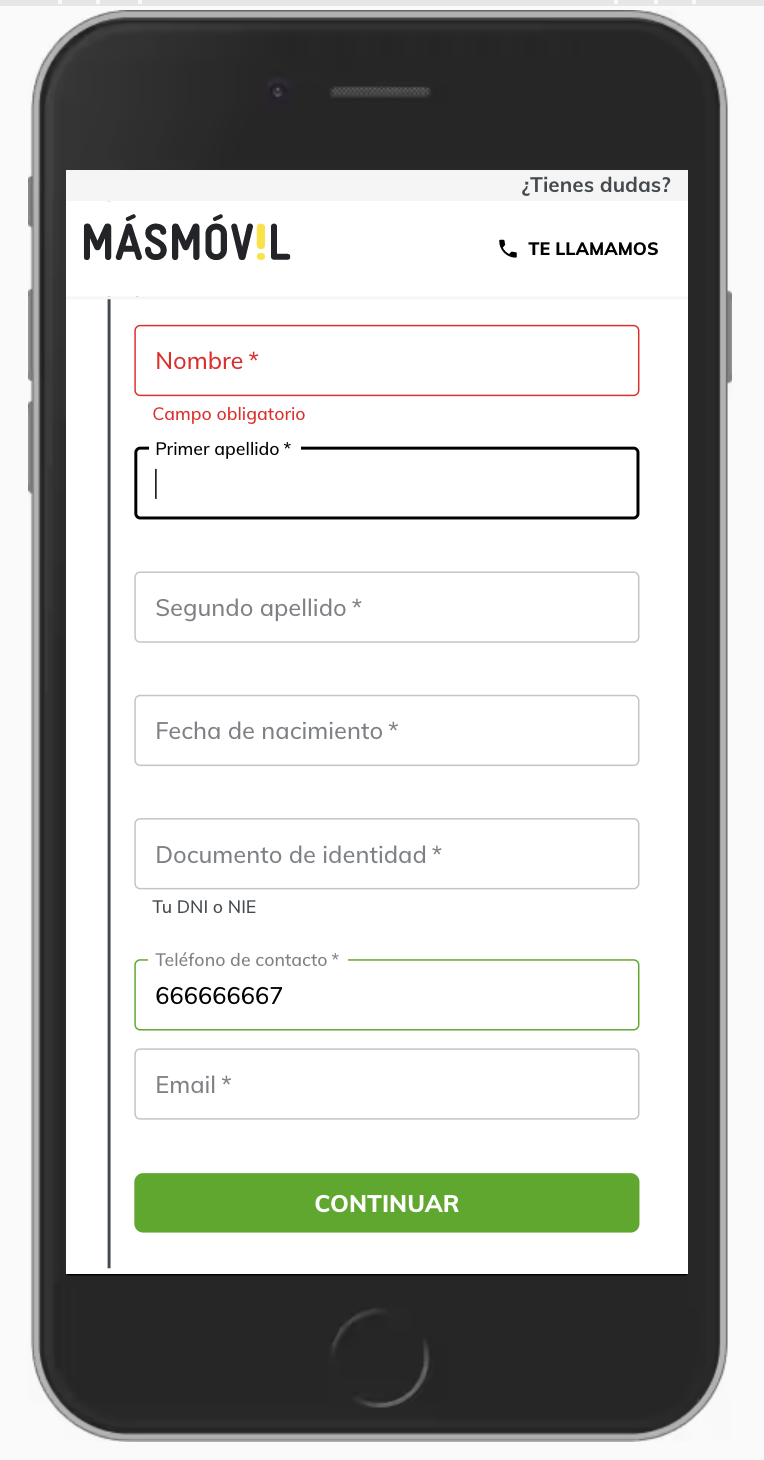 ¿Tienes dudas?
MÁSMÓV!L
TE LLAMAMOS
Nombre *
Campo obligatorio
Primer apellido *
Segundo apellido *
Fecha de nacimiento *
Documento de identidad *
Tu DNI o NIE
Teléfono de contacto *
666666667
Email *
CONTINUAR